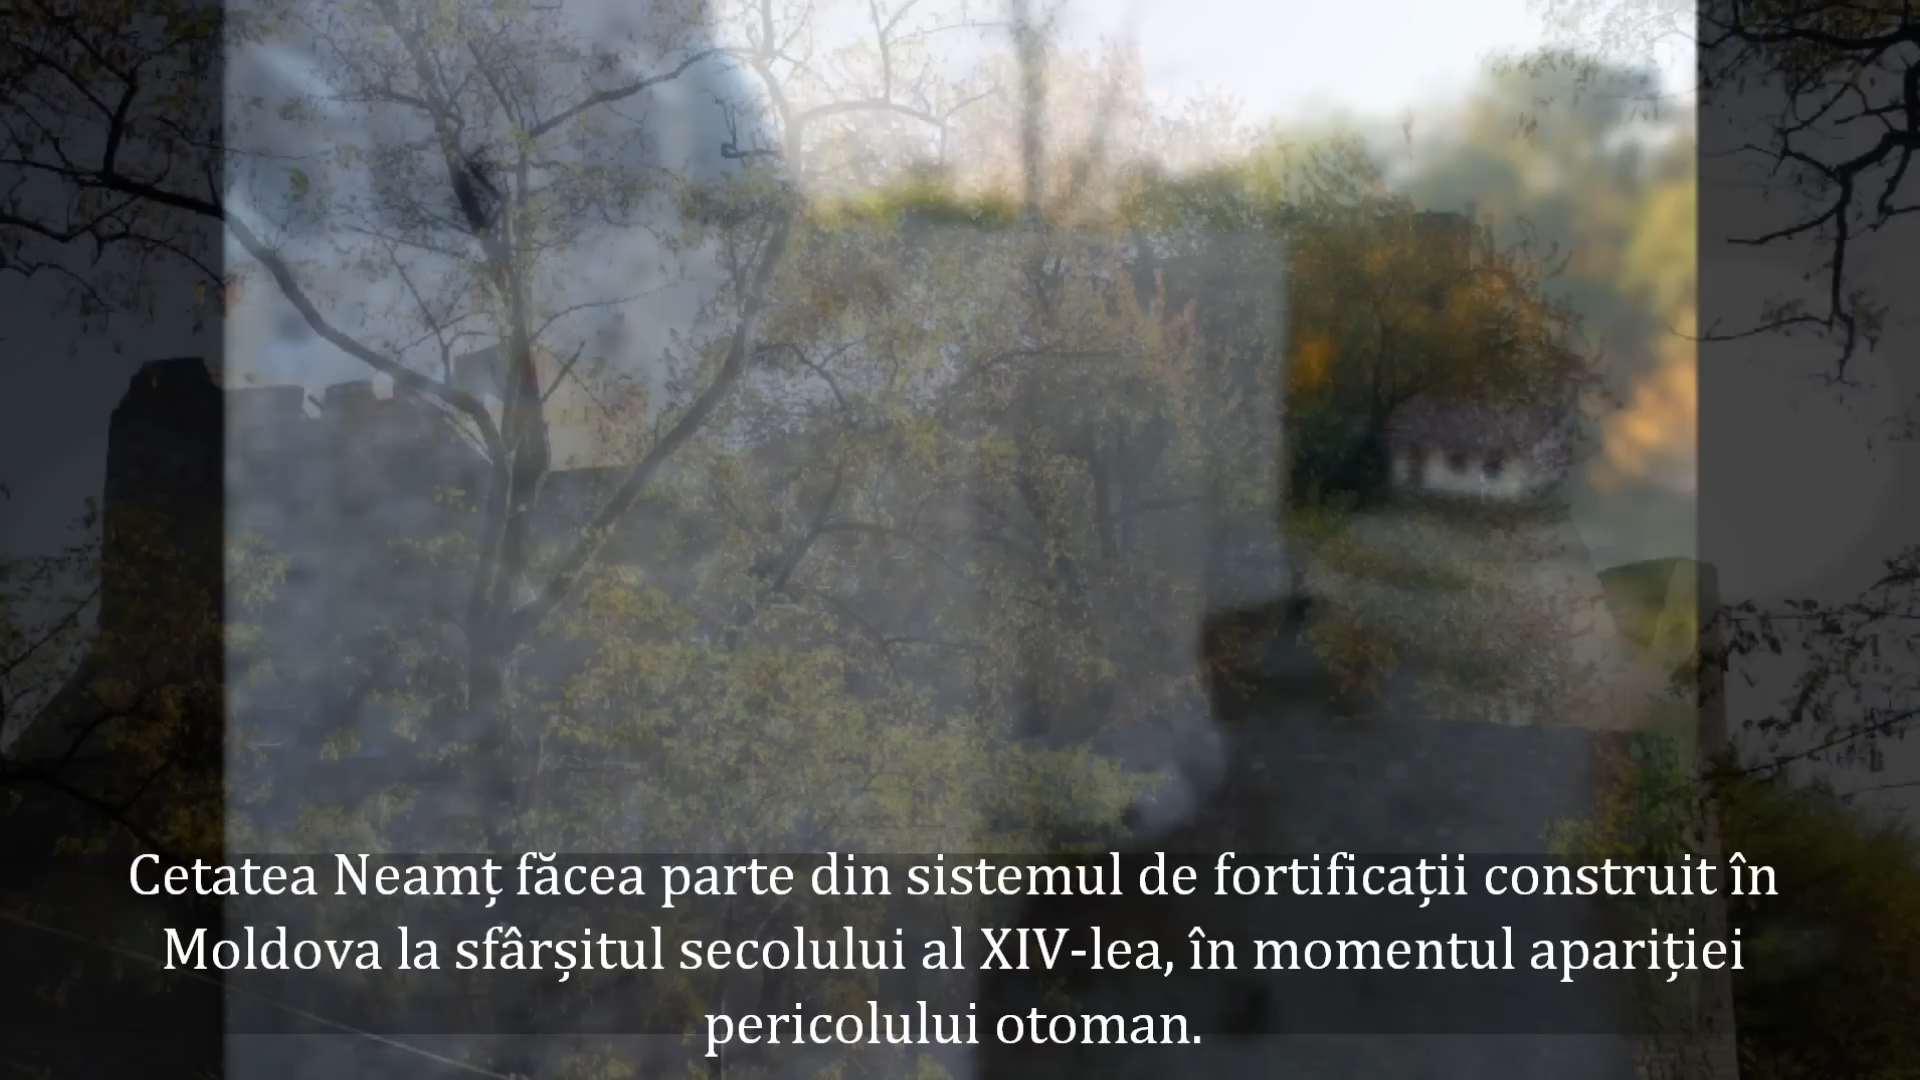 Cetatea Neamț făcea parte din sistemul de fortificații construit în
Moldova la sfârșitul secolului al XIV-lea, în momentul apariției
pericolului otoman.